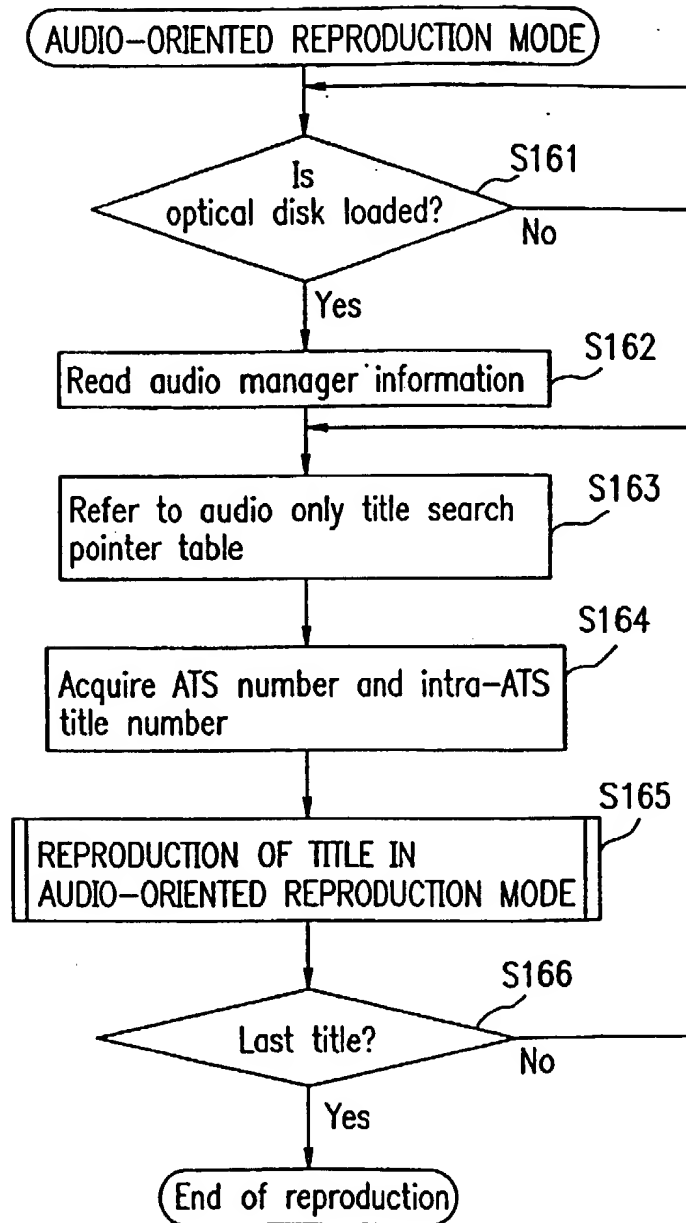 AUDIO-ORIENTED REPRODUCTION MODE
S161
Is
optical disk loaded?
No
Yes
S162
Read audio manager information
S163
Refer to audio only title search
pointer table
S164
Acquire ATS number and intra-ATS
title number
S165
REPRODUCTION OF TITLE IN
AUDIO-ORIENTED REPRODUCTION MODE
S166
Last title?
No
Yes
End of reproduction